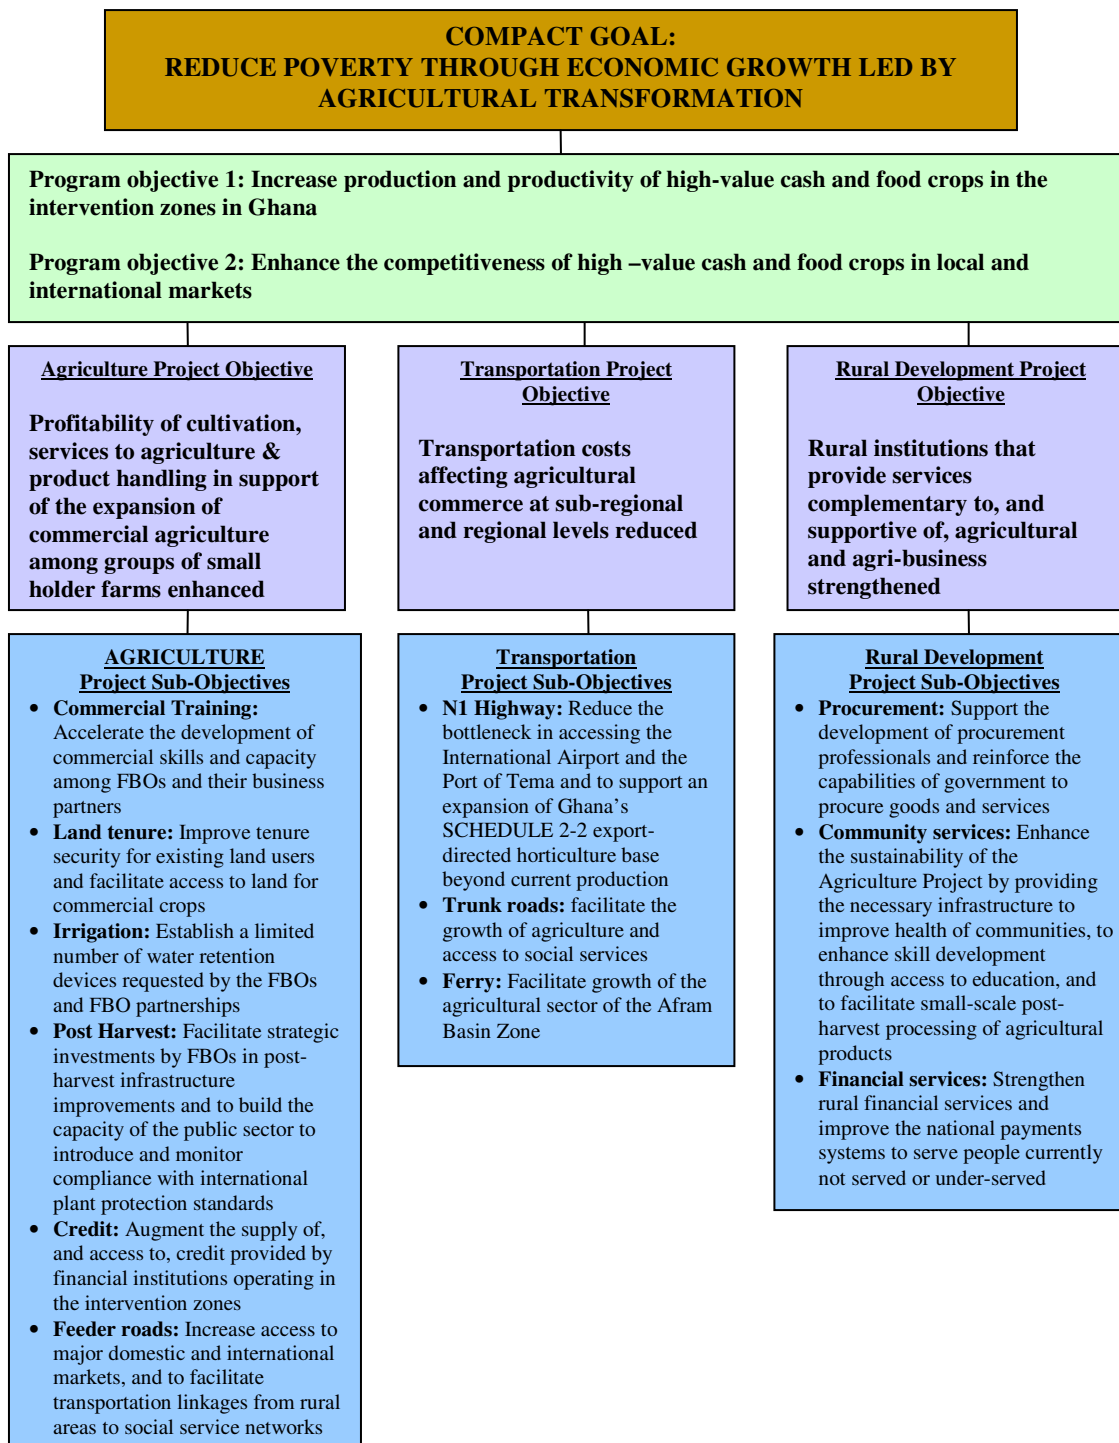 COMPACT GOAL:
REDUCE POVERTY THROUGH ECONOMIC GROWTH LED BY
AGRICULTURAL TRANSFORMATION
Program objective 1: Increase production and productivity of high-value cash and food crops in the
intervention zones in Ghana
Program objective 2: Enhance the competitiveness of high –value cash and food crops in local and
international markets
Agriculture Project Objective
Profitability of cultivation,
services to agriculture &
product handling in support
of the expansion of
commercial agriculture
among groups of small
holder farms enhanced
Transportation Project
Objective
Transportation costs
affecting agricultural
commerce at sub-regional
and regional levels reduced
Rural Development Project
Objective
Rural institutions that
provide services
complementary to, and
supportive of, agricultural
and agri-business
strengthened
AGRICULTURE
Project Sub-Objectives
• Commercial Training:
Accelerate the development of
commercial skills and capacity
among FBOs and their business
partners
• Land tenure: Improve tenure
security for existing land users
and facilitate access to land for
commercial crops
• Irrigation: Establish a limited
number of water retention
devices requested by the FBOs
and FBO partnerships
• Post Harvest: Facilitate strategic
investments by FBOs in post-
harvest infrastructure
improvements and to build the
capacity of the public sector to
introduce and monitor
compliance with international
plant protection standards
• Credit: Augment the supply of,
and access to, credit provided by
financial institutions operating in
the intervention zones
• Feeder roads: Increase access to
major domestic and international
markets, and to facilitate
transportation linkages from rural
areas to social service networks
Transportation
Project Sub-Objectives
• N1 Highway: Reduce the
bottleneck in accessing the
International Airport and the
Port of Tema and to support an
expansion of Ghana’s
SCHEDULE 2-2 export-
directed horticulture base
beyond current production
• Trunk roads: facilitate the
growth of agriculture and
access to social services
• Ferry: Facilitate growth of the
agricultural sector of the Afram
Basin Zone
Rural Development
Project Sub-Objectives
• Procurement: Support the
development of procurement
professionals and reinforce the
capabilities of government to
procure goods and services
• Community services: Enhance
the sustainability of the
Agriculture Project by providing
the necessary infrastructure to
improve health of communities, to
enhance skill development
through access to education, and
to facilitate small-scale post-
harvest processing of agricultural
products
• Financial services: Strengthen
rural financial services and
improve the national payments
systems to serve people currently
not served or under-served